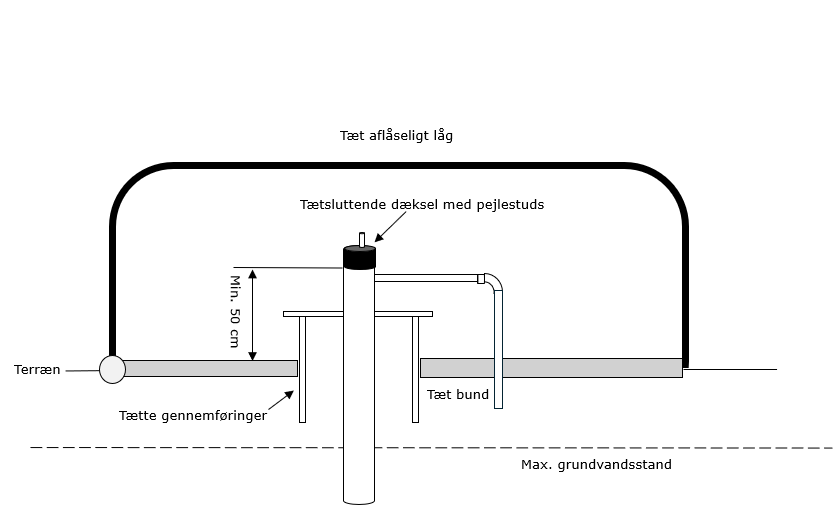 Tæt aflåseligt låg
Tætsluttende dæksel med pejlestuds
Min. 50 cm
Terræn
Tæt bund
Tætte gennemføringer
Max. grundvandsstand